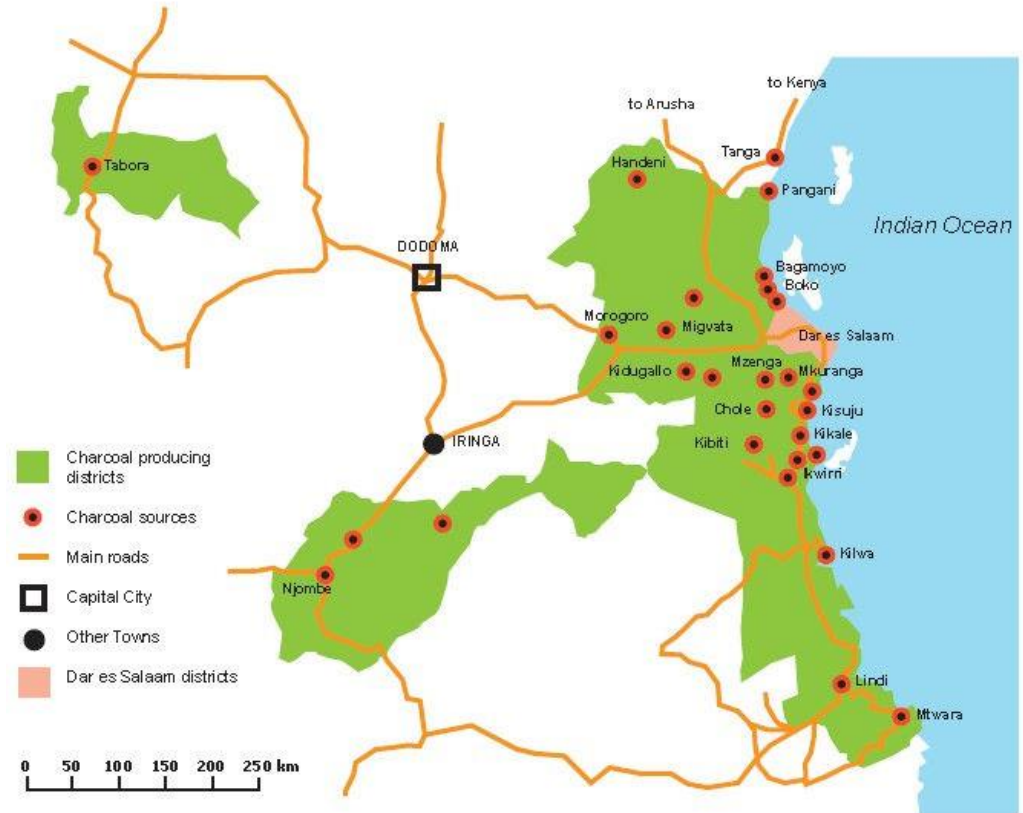 to Kenya
to Arusha
Tanga
Handeni
Tabora
Pangani
Indian Ocean
DODOMA
Bagamoyo
Boko
Morogoro
Migvata
Dar es Salaam
Mzenga
Kidugallo
Mkuranga
Chole
Kisuju
Kikale
IRINGA
Kibiti
Ikwirri
Charcoal producing
districts
Charcoal sources
Main roads
Kilwa
Njombe
Capital City
Other Towns
Dar es Salaam districts
Lindi
Mtwara
0 50 100 150 200 250 km